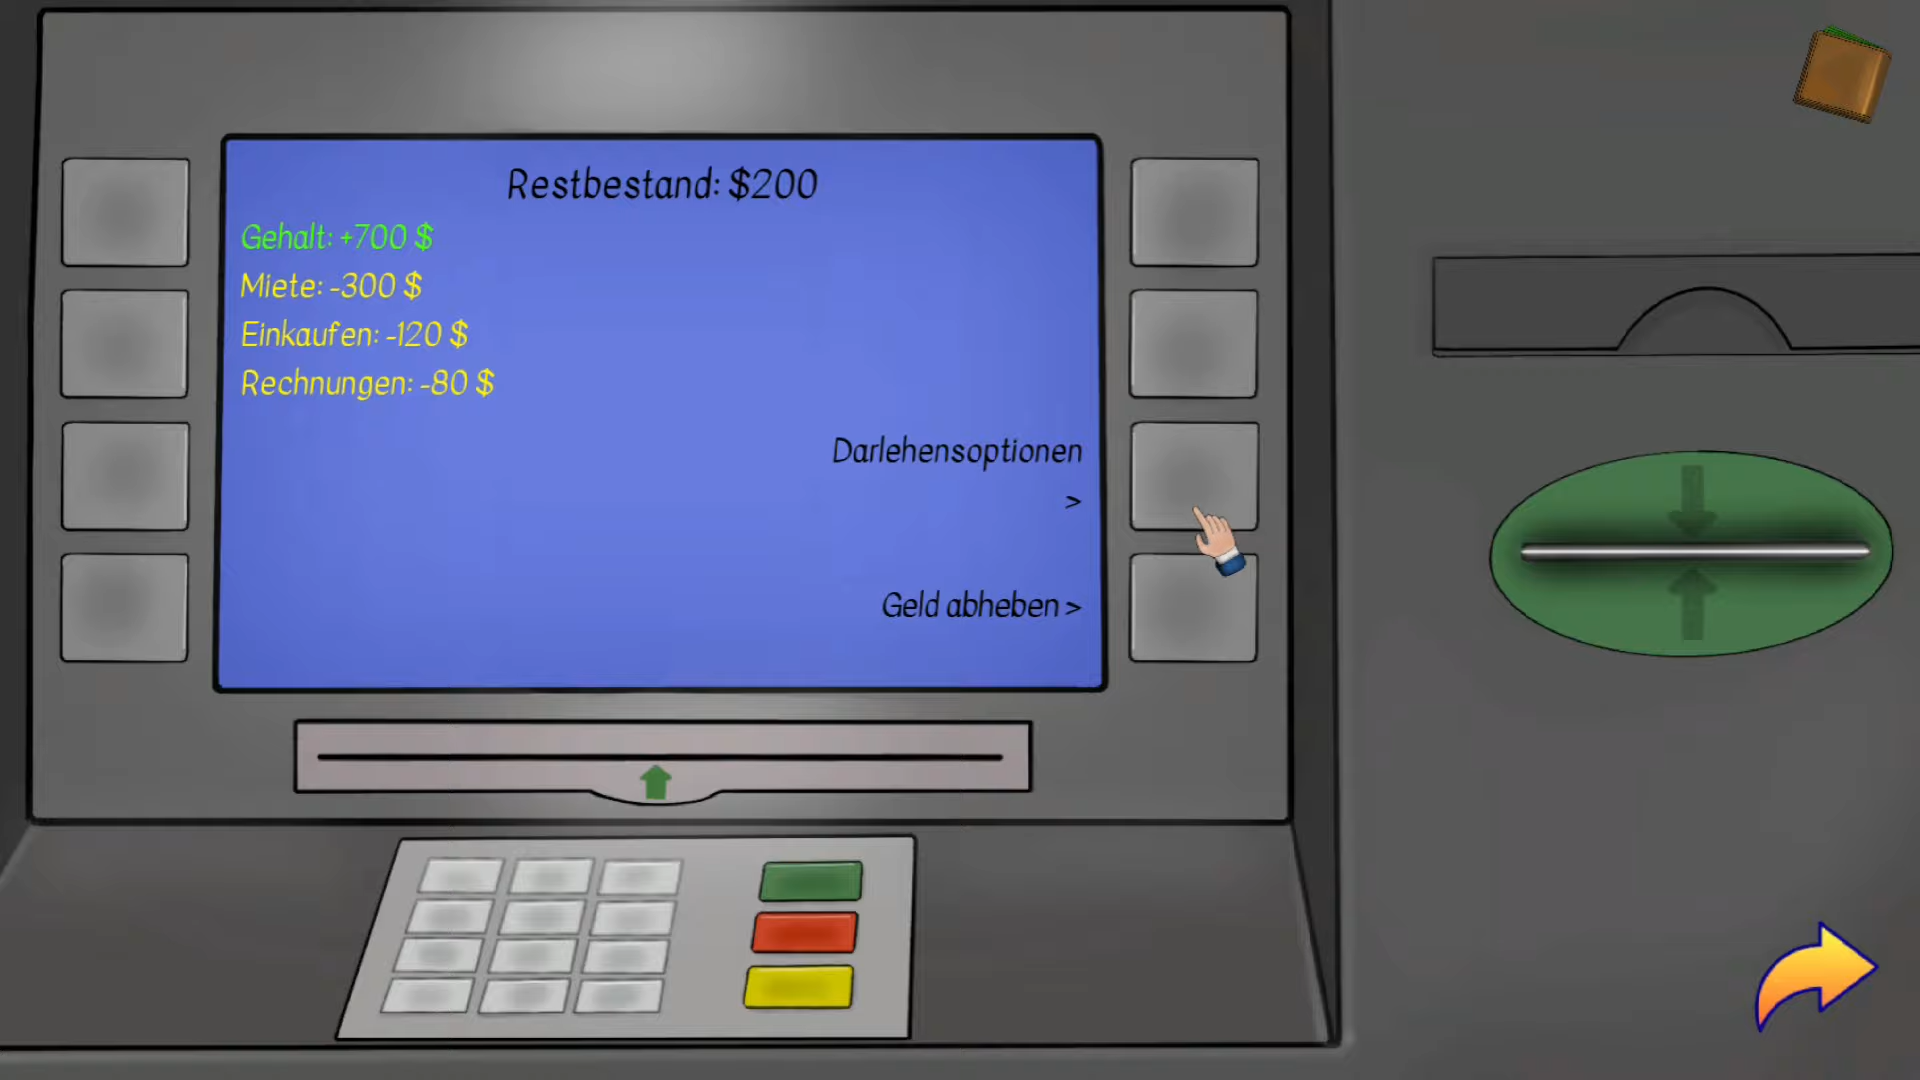 Restbestand: $200
Gehalt: +700 $
Miete: -300 $
Einkaufen: -120 $
Rechnungen: -80 $
Darlehensoptionen
>
Geld abheben >